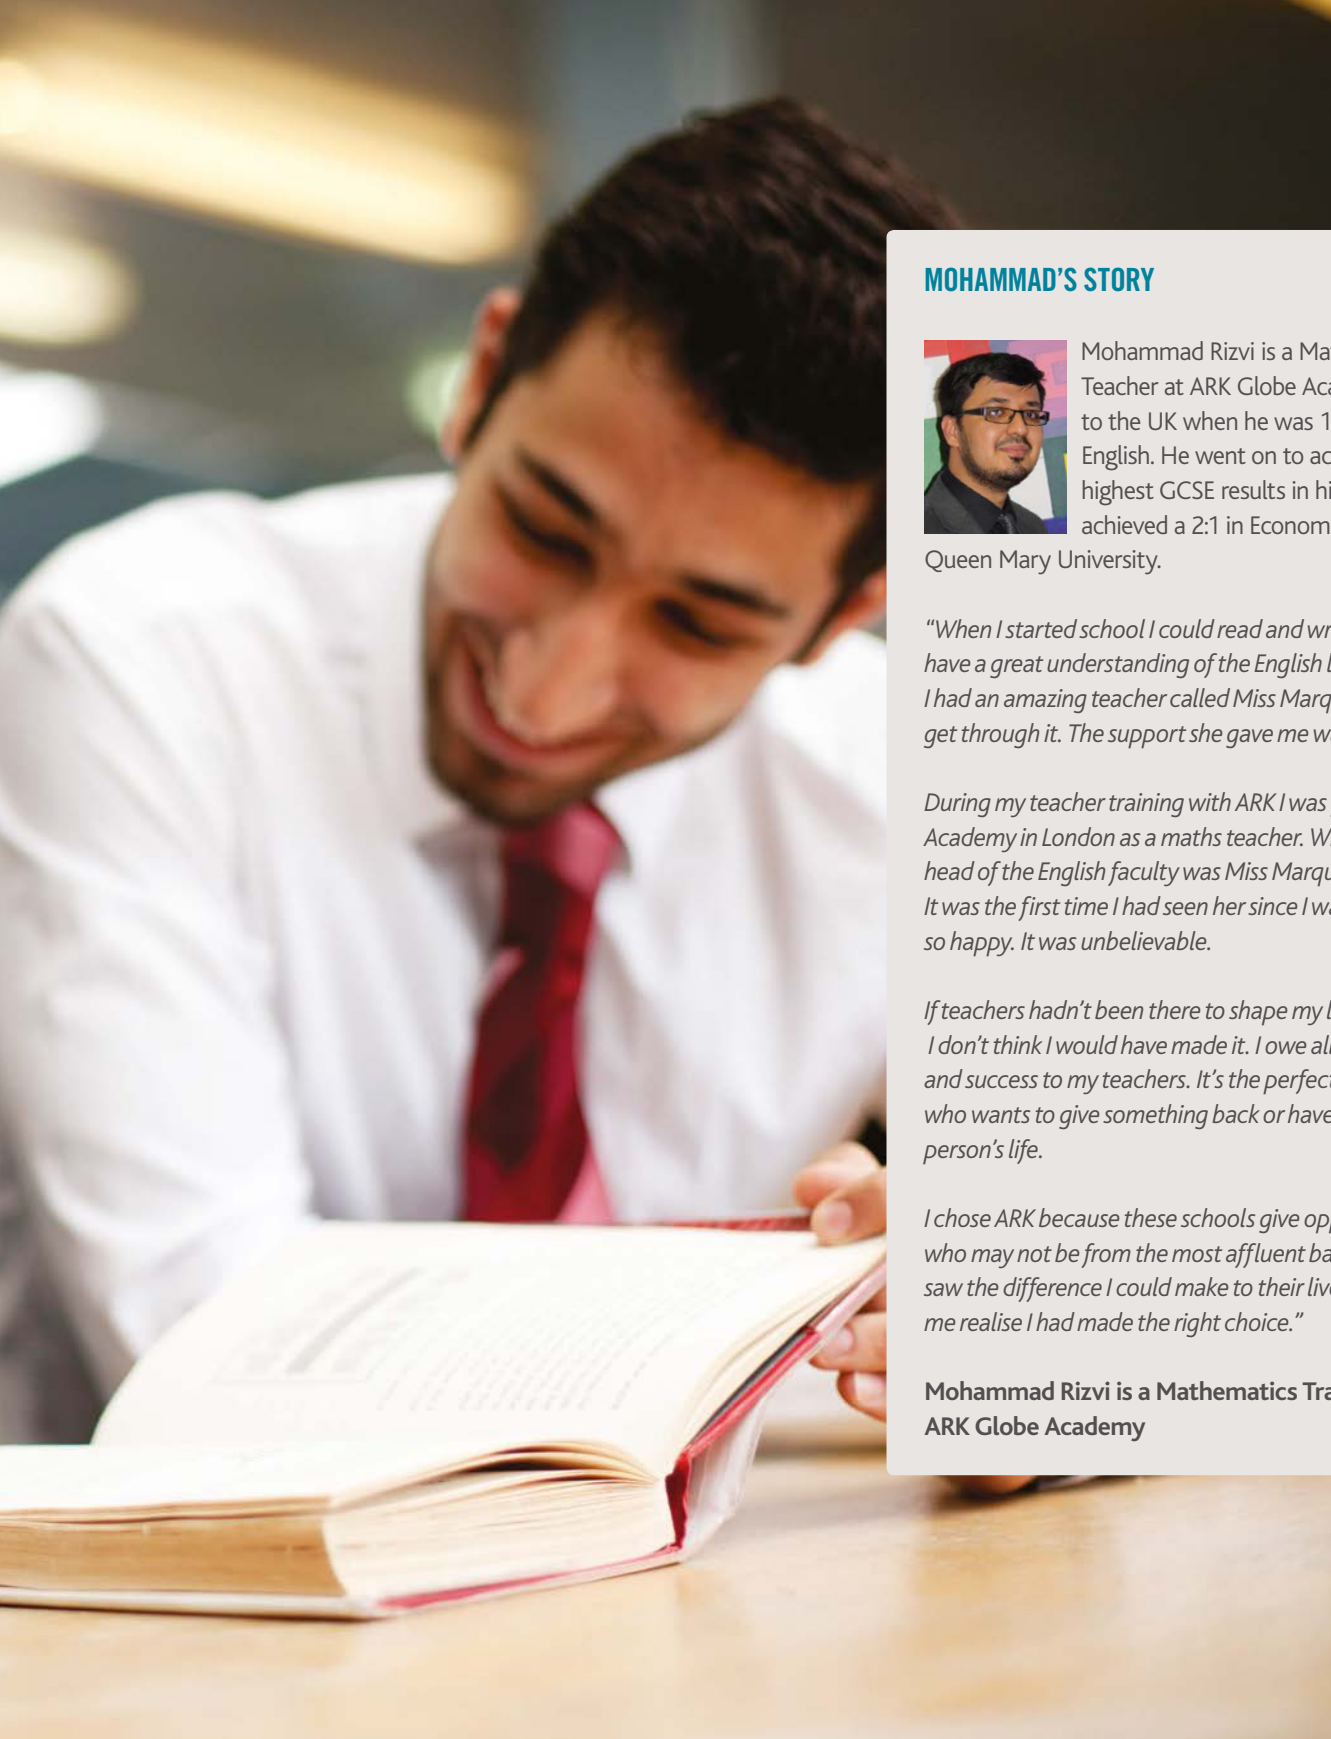 MOHAMMAD’S STORY
Mohammad Rizvi is a Ma
Teacher at ARK Globe Aca
to the UK when he was 1
English. He went on to ac
highest GCSE results in hi
achieved a 2:1 in Econom
Queen Mary University.
“When I started school I could read and wr
have a great understanding of the English l
I had an amazing teacher called Miss Marq
get through it. The support she gave me wa
During my teacher training with ARK I was
Academy in London as a maths teacher. W
head of the English faculty was Miss Marqu
It was the first time I had seen her since I wa
so happy. It was unbelievable.
If teachers hadn’t been there to shape my l
I don’t think I would have made it. I owe all
and success to my teachers. It’s the perfect
who wants to give something back or have
person’s life.
I chose ARK because these schools give opp
who may not be from the most affluent ba
saw the difference I could make to their live
me realise I had made the right choice.”
Mohammad Rizvi is a Mathematics Tra
ARK Globe Academy